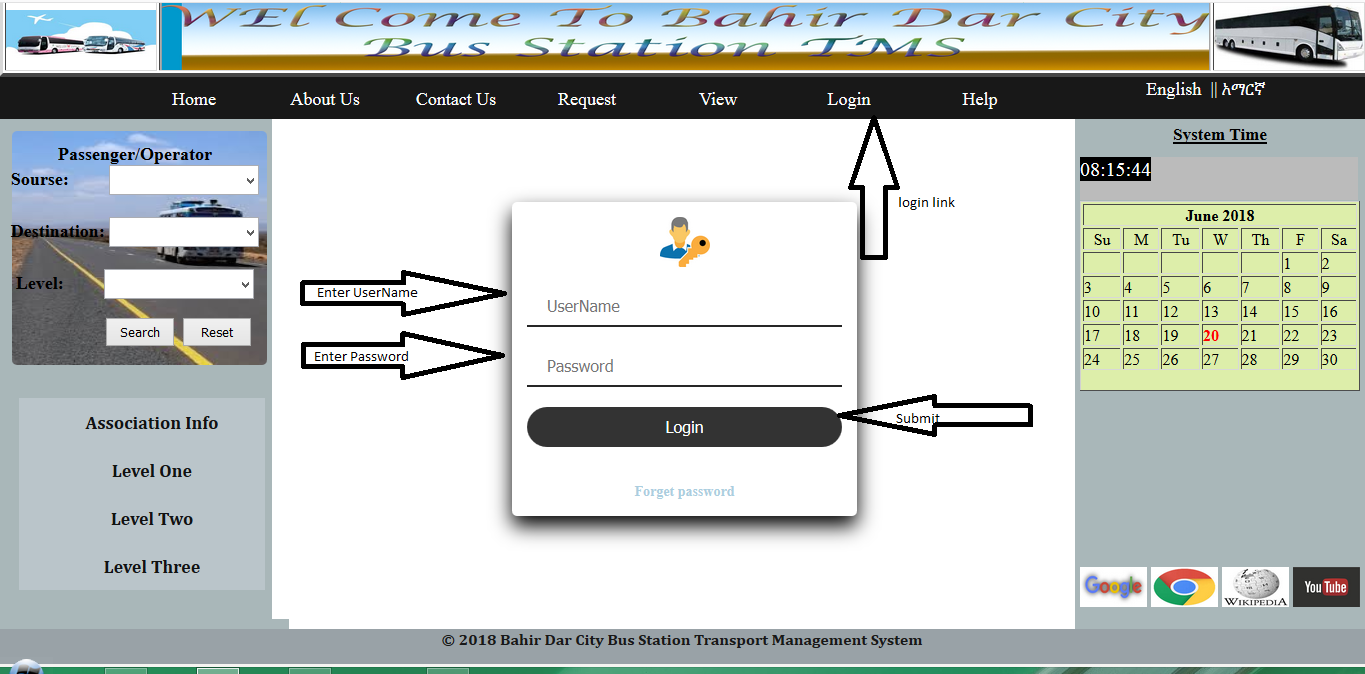 WEl Come To Bahir Dar City
Bus Station TMS
Home About Us Contact Us Request View Login Help
English || አማርኛ
Passenger/Operator
Sourse:
Destination:
Level:
Search Reset
Association Info
Level One
Level Two
Level Three
login link
Enter UserName
UserName
Enter Password
Password
Login
Submit
Forget password
System Time
08:15:44
June 2018
Su M Tu W Th F Sa
1 2
3 4 5 6 7 8 9
10 11 12 13 14 15 16
17 18 19 20 21 22 23
24 25 26 27 28 29 30
Google
WIKIPEDIA
YouTube
© 2018 Bahir Dar City Bus Station Transport Management System